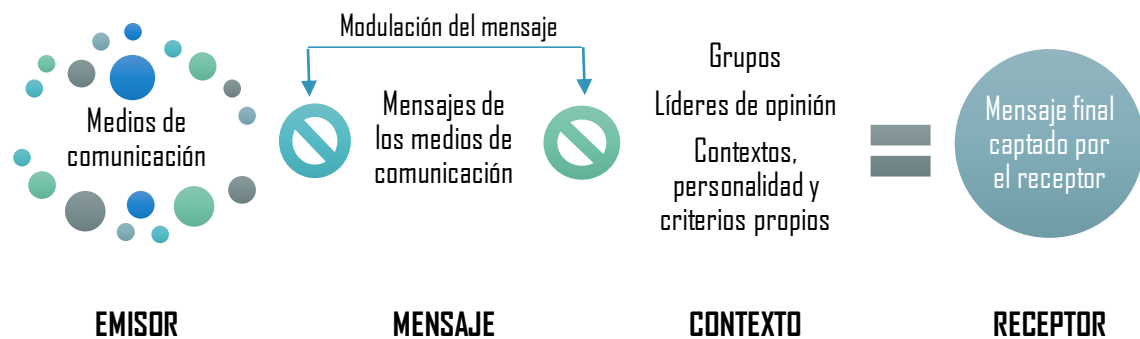 Modulación del mensaje
Medios de
comunicación
Mensajes de
los medios de
comunicación
Grupos
Líderes de opinión
Contextos,
personalidad y
criterios propios
Mensaje final
captado por
el receptor
EMISOR
MENSAJE
CONTEXTO
RECEPTOR